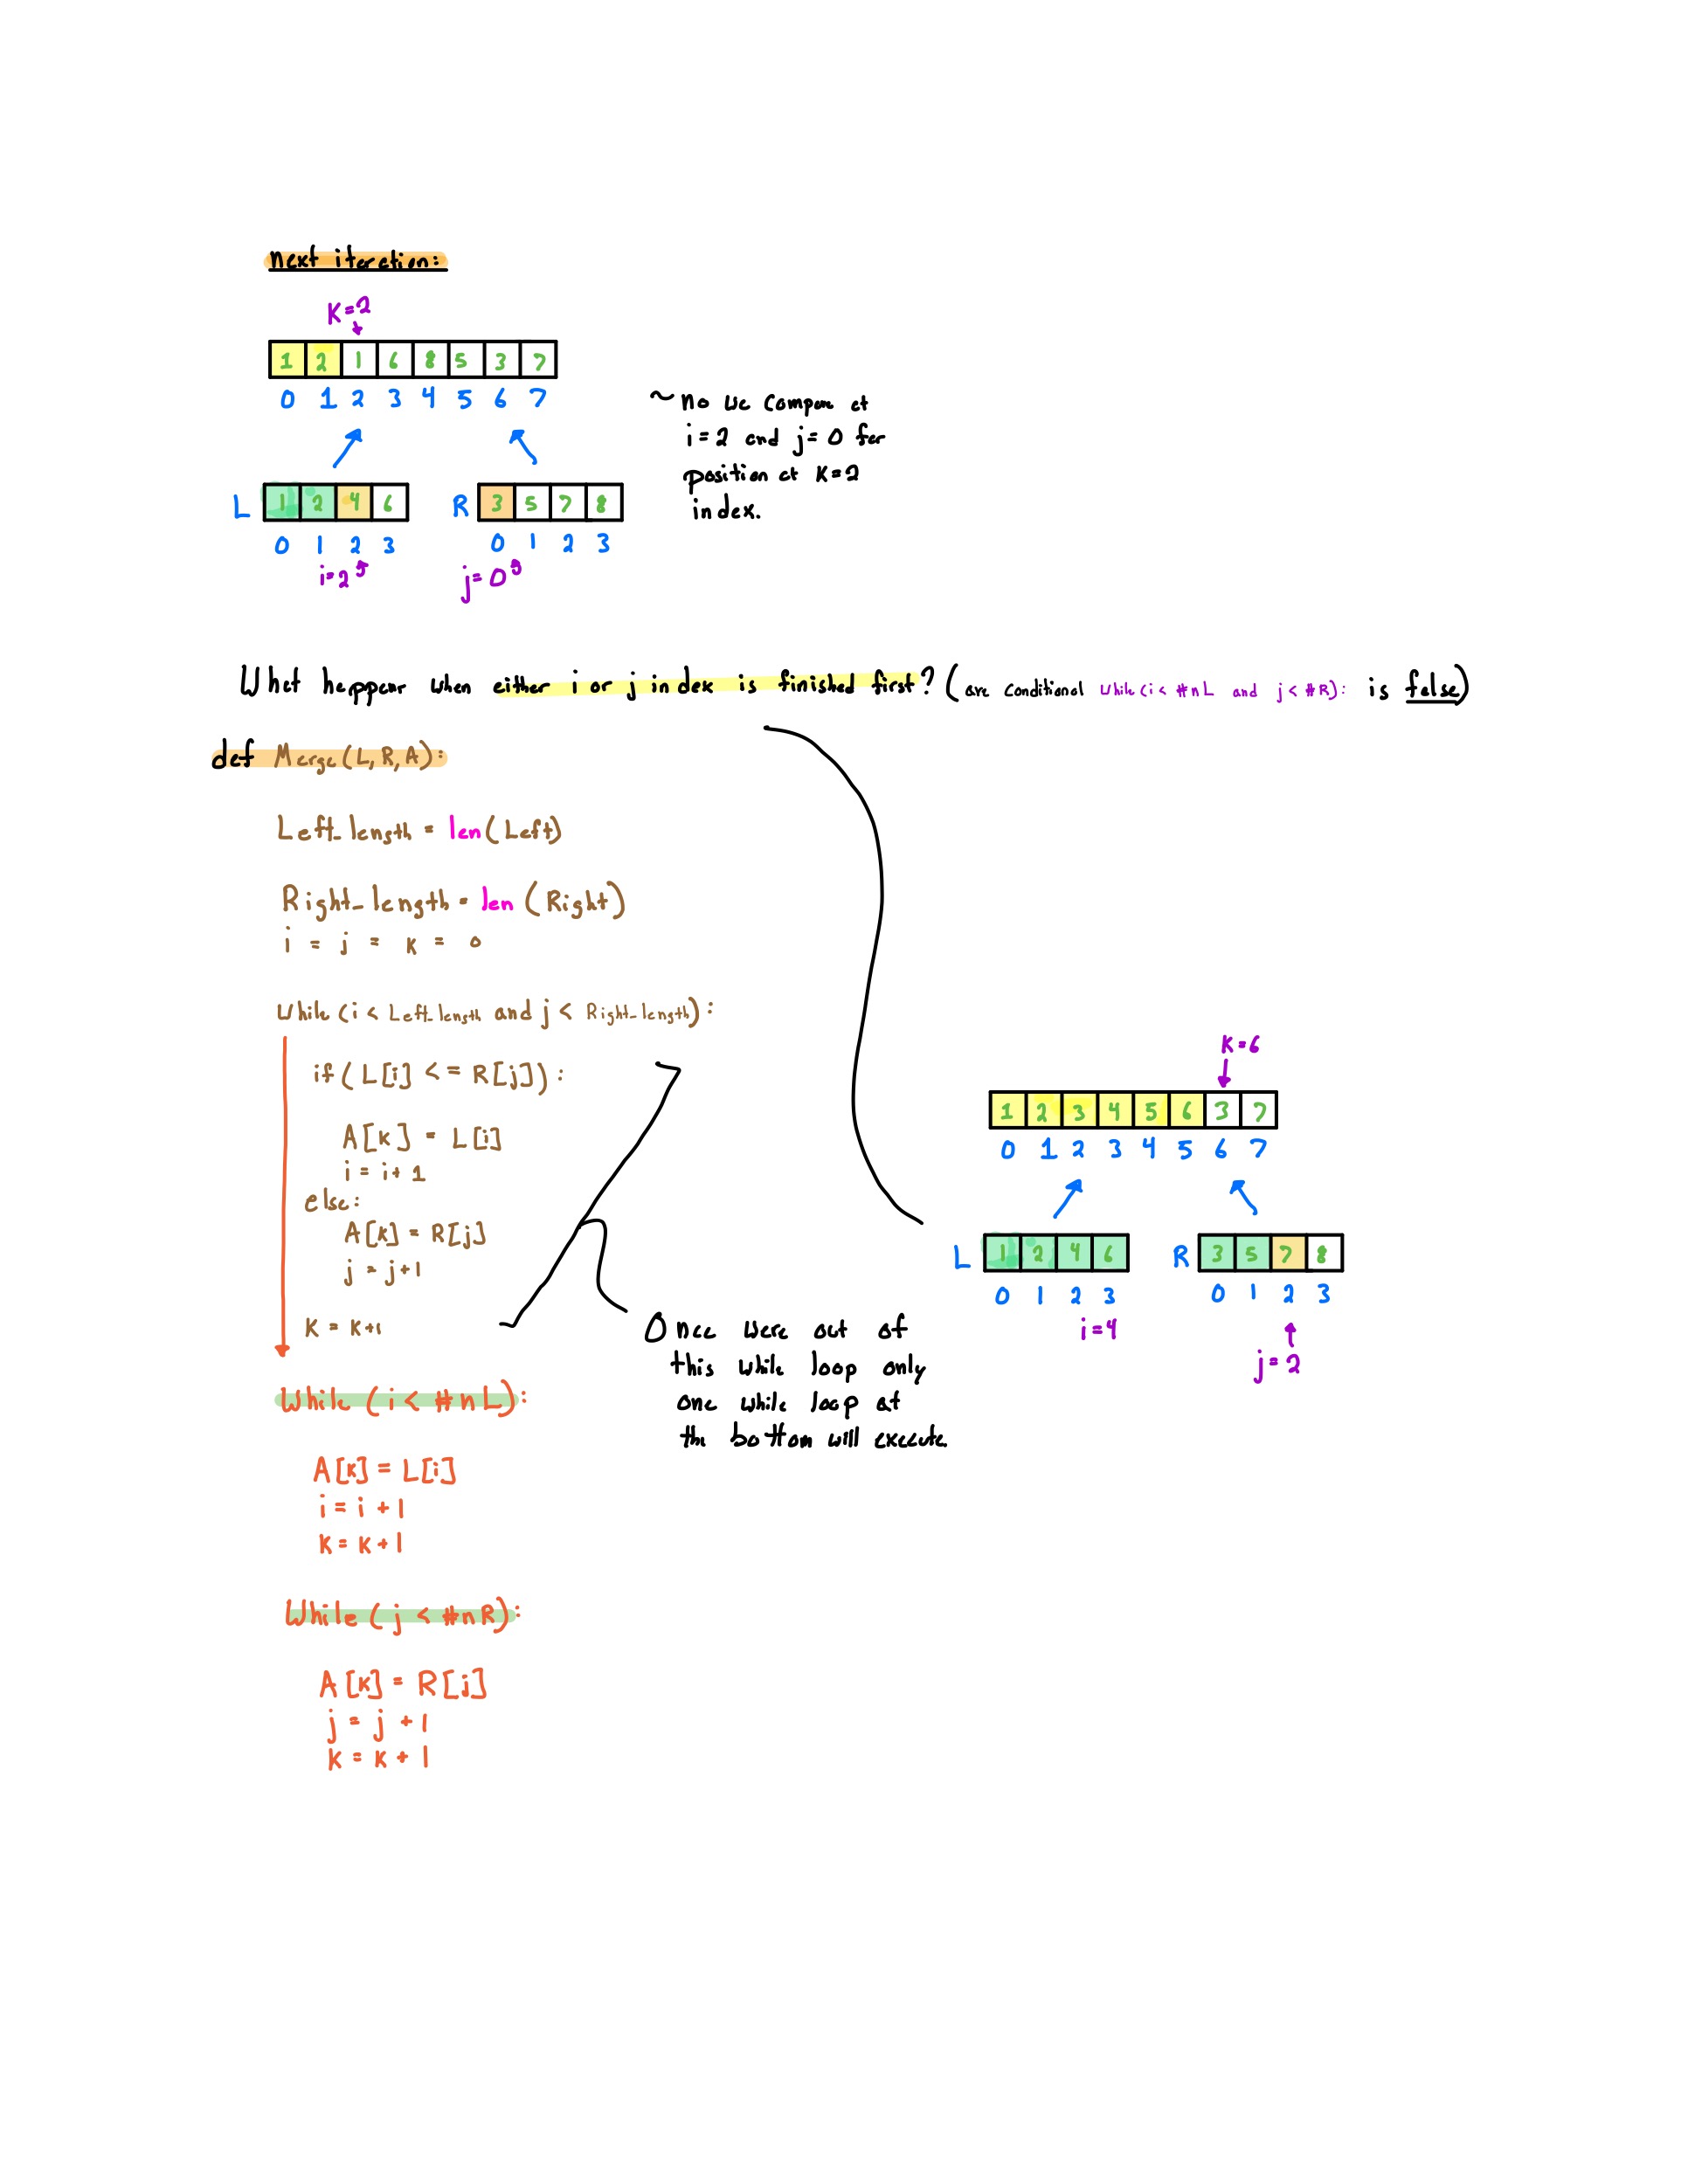 next iteration:
K=2
1 2 1 6 8 5 3 7
0 1 2 3 4 5 6 7
~ no we compare at
i=2 and j=0 for
position at K=2
index.
L 1 2 4 6 R 3 5 7 8
0 1 2 3 0 1 2 3
i=2 j=0
What happear when either i or j index is finished first? (are conditional while(i < #nL and j < #R): is false)
def Merge(L,R,A):
Left_length = len(Left)
Right_length = len(Right)
i = j = k = 0
while(i < Left_length and j < Right_length):
if(L[i] <= R[j]):
A[k] = L[i]
i = i+1
else:
A[k] = R[j]
j = j+1
K = K+1
K=6
1 2 3 4 5 6 3 7
0 1 2 3 4 5 6 7
L 1 2 4 6 R 3 5 7 8
0 1 2 3 0 1 2 3
i=4
j=2
Once were out of
this while loop only
one while loop at
the bottom will execute.
While (i < #nL):
A[k] = L[i]
i = i + 1
K = K + 1
While (j < #nR):
A[k] = R[j]
j = j + 1
K = K + 1